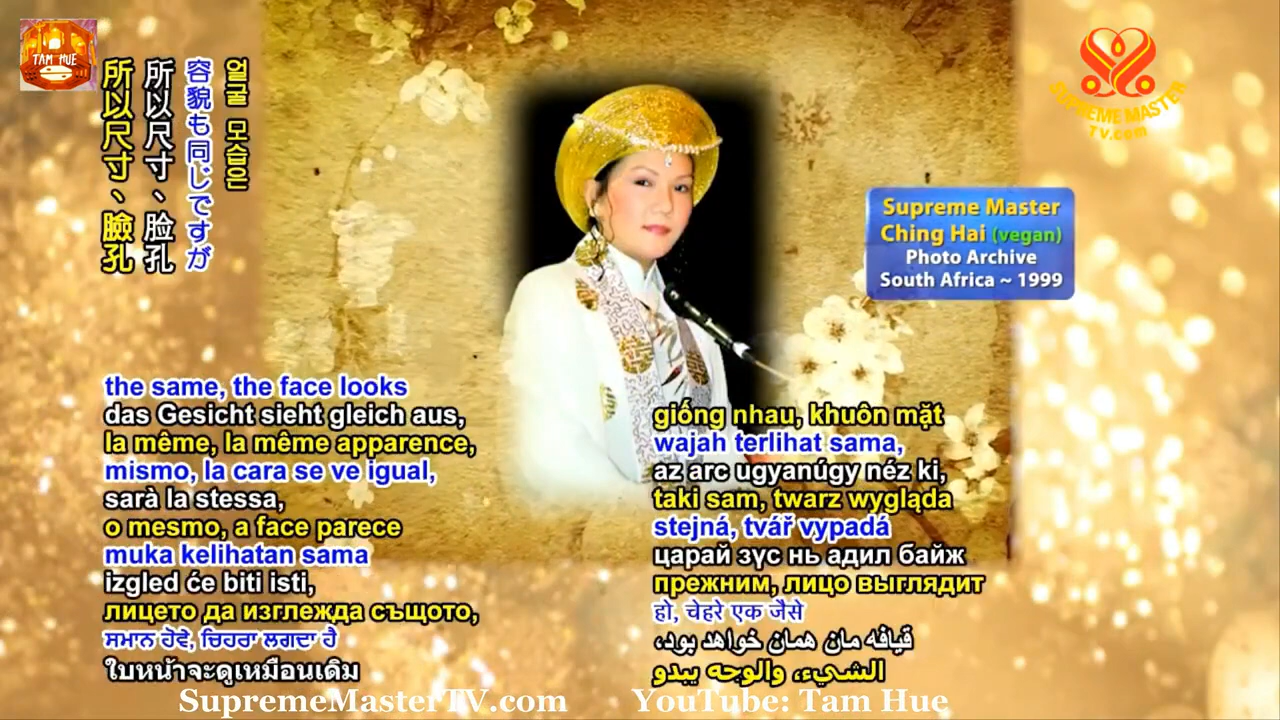 TAM HUE
SUPREME MASTER
TV.com
所以尺寸、臉孔
所以尺寸、脸孔
容貌も同じですが
얼굴 모습은
Supreme Master
Ching Hai (vegan)
Photo Archive
South Africa ~ 1999
the same, the face looks
das Gesicht sieht gleich aus,
la même, la même apparence,
mismo, la cara se ve igual,
sarà la stessa,
o mesmo, a face parece
muka kelihatan sama
izgled će biti isti,
лицето да изглежда същото,
ਸਮਾਨ ਹੋਵੇ, ਚਿਹਰਾ ਲਗਦਾ ਹੈ
ใบหน้าจะดูเหมือนเดิม
giống nhau, khuôn mặt
wajah terlihat sama,
az arc ugyanúgy néz ki,
taki sam, twarz wygląda
stejná, tvář vypadá
царай зүс нь адил байж
прежним, лицо выглядит
हो, चेहरे एक जैसे
قیافه مان همان خواهد بود،
الشيء، والوجه يبدو
SupremeMasterTV.com
YouTube: Tam Hue